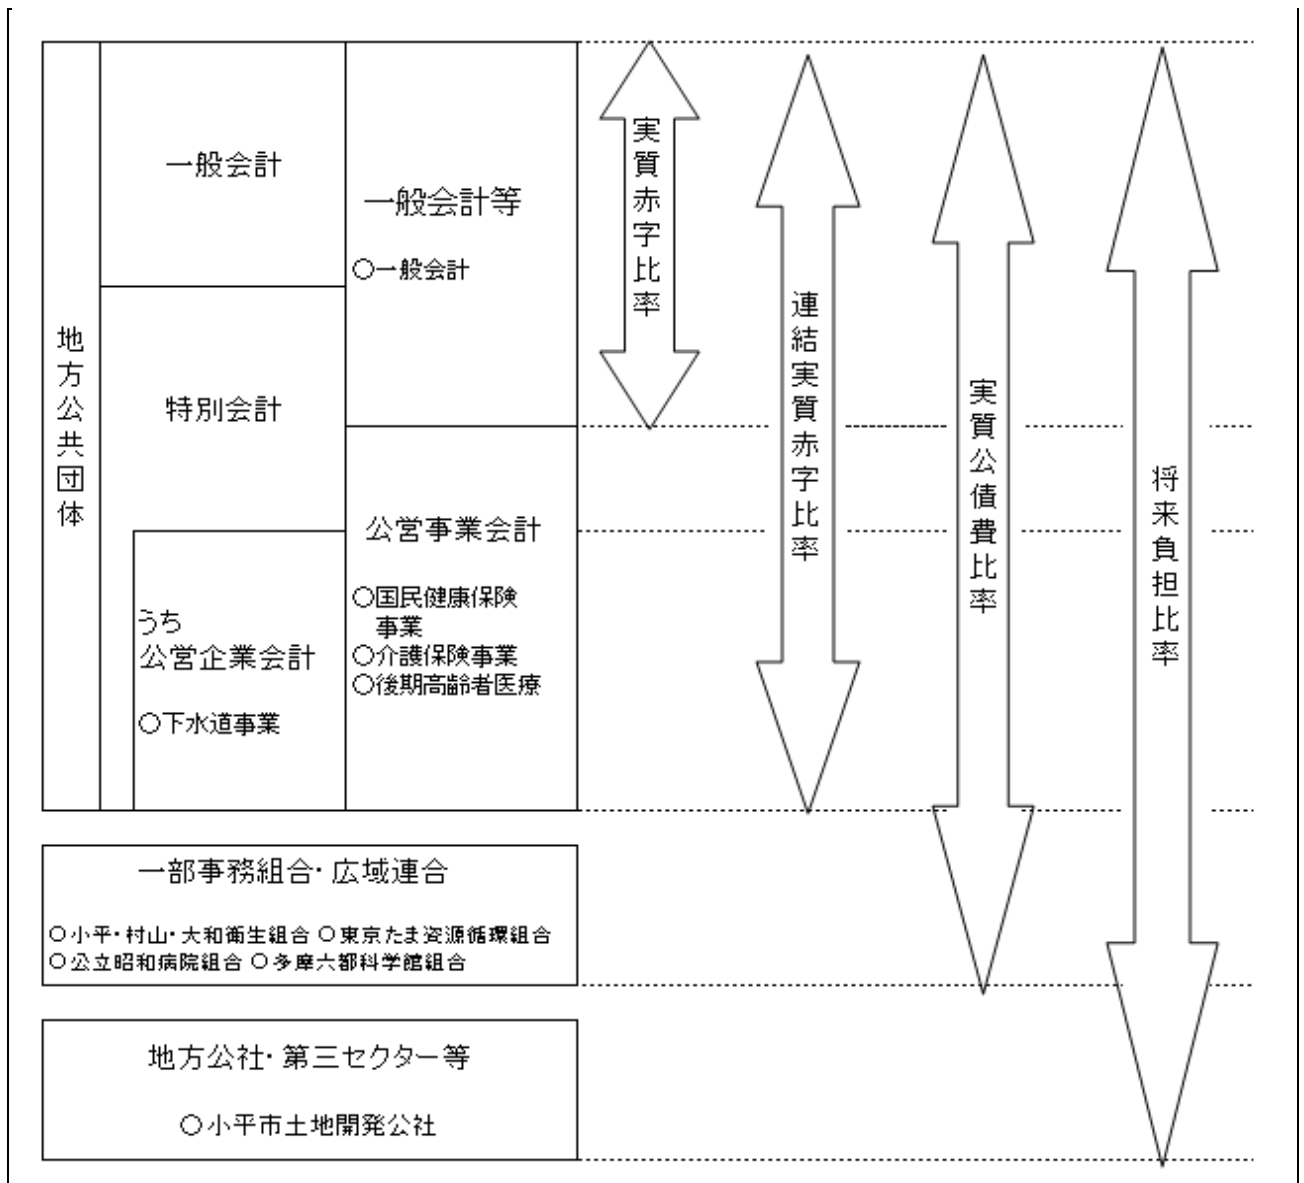 地方公共団体
一般会計
特別会計
うち
公営企業会計
○下水道事業
一般会計等
○一般会計
公営事業会計
○国民健康保険
事業
○介護保険事業
○後期高齢者医療
実質赤字比率
連結実質赤字比率
実質公債費比率
将来負担比率
一部事務組合・広域連合
○小平・村山・大和衛生組合 ○東京たま資源循環組合
○公立昭和病院組合 ○多摩六都科学館組合
地方公社・第三セクター等
○小平市土地開発公社